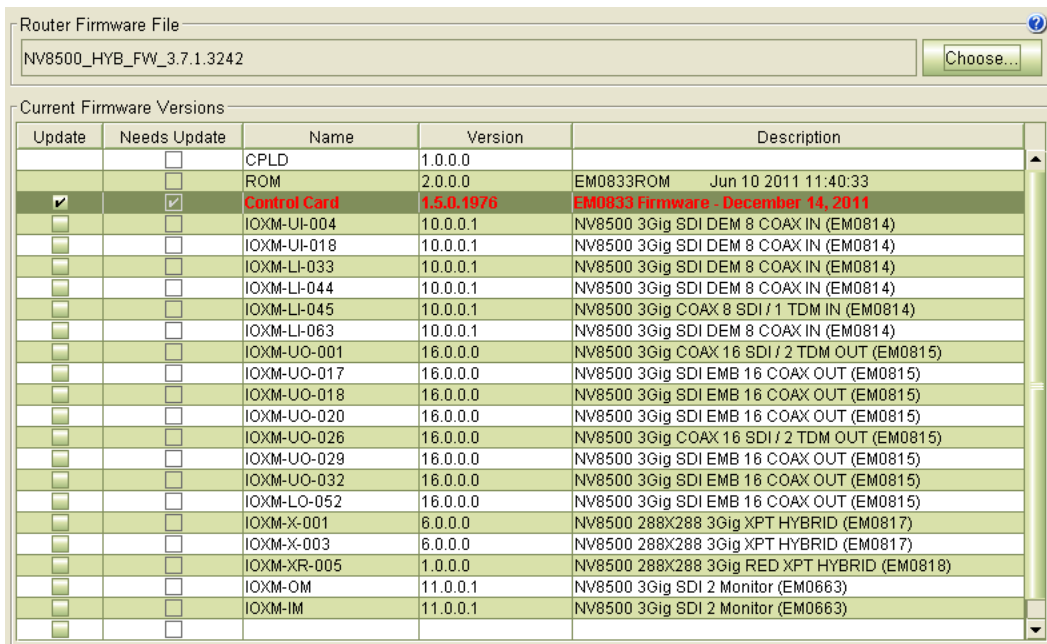 Router Firmware File
NV8500_HYB_FW_3.7.1.3242 Choose...
Current Firmware Versions
Update Needs Update Name Version Description
CPLD 1.0.0.0
ROM 2.0.0.0 EM0833ROM Jun 10 2011 11:40:33
Control Card 1.5.0.1976 EM0833 Firmware - December 14, 2011
IOXM-UI-004 10.0.0.1 NV8500 3Gig SDI DEM 8 COAX IN (EM0814)
IOXM-UI-018 10.0.0.1 NV8500 3Gig SDI DEM 8 COAX IN (EM0814)
IOXM-LI-033 10.0.0.1 NV8500 3Gig SDI DEM 8 COAX IN (EM0814)
IOXM-LI-044 10.0.0.1 NV8500 3Gig SDI DEM 8 COAX IN (EM0814)
IOXM-LI-045 10.0.0.1 NV8500 3Gig COAX 8 SDI / 1 TDM IN (EM0814)
IOXM-LI-063 10.0.0.1 NV8500 3Gig SDI DEM 8 COAX IN (EM0814)
IOXM-UO-001 16.0.0.0 NV8500 3Gig COAX 16 SDI / 2 TDM OUT (EM0815)
IOXM-UO-017 16.0.0.0 NV8500 3Gig SDI EMB 16 COAX OUT (EM0815)
IOXM-UO-018 16.0.0.0 NV8500 3Gig SDI EMB 16 COAX OUT (EM0815)
IOXM-UO-020 16.0.0.0 NV8500 3Gig SDI EMB 16 COAX OUT (EM0815)
IOXM-UO-026 16.0.0.0 NV8500 3Gig COAX 16 SDI / 2 TDM OUT (EM0815)
IOXM-UO-029 16.0.0.0 NV8500 3Gig SDI EMB 16 COAX OUT (EM0815)
IOXM-UO-032 16.0.0.0 NV8500 3Gig SDI EMB 16 COAX OUT (EM0815)
IOXM-LO-052 16.0.0.0 NV8500 3Gig SDI EMB 16 COAX OUT (EM0815)
IOXM-X-001 6.0.0.0 NV8500 288X288 3Gig XPT HYBRID (EM0817)
IOXM-X-003 6.0.0.0 NV8500 288X288 3Gig XPT HYBRID (EM0817)
IOXM-XR-005 1.0.0.0 NV8500 288X288 3Gig RED XPT HYBRID (EM0818)
IOXM-OM 11.0.0.1 NV8500 3Gig SDI 2 Monitor (EM0663)
IOXM-IM 11.0.0.1 NV8500 3Gig SDI 2 Monitor (EM0663)